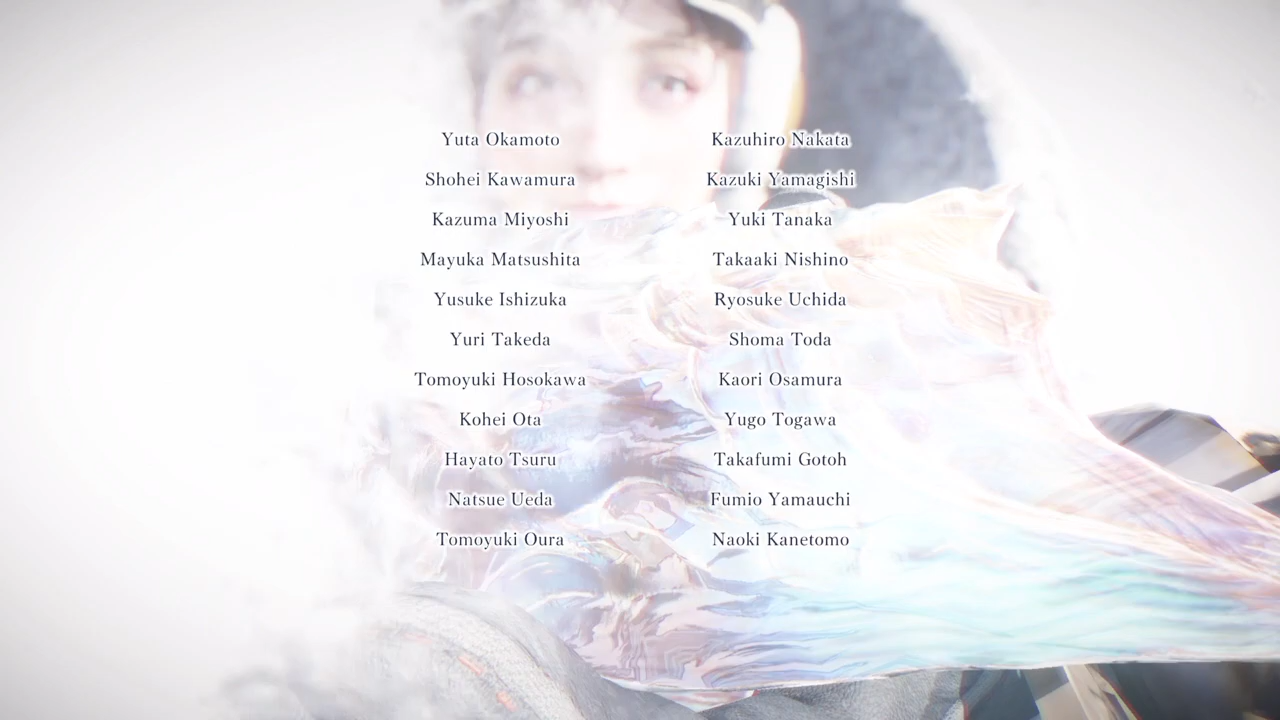 Yuta Okamoto
Shohei Kawamura
Kazuma Miyoshi
Mayuka Matsushita
Yusuke Ishizuka
Yuri Takeda
Tomoyuki Hosokawa
Kohei Ota
Hayato Tsuru
Natsue Ueda
Tomoyuki Oura
Kazuhiro Nakata
Kazuki Yamagishi
Yuki Tanaka
Takaaki Nishino
Ryosuke Uchida
Shoma Toda
Kaori Osamura
Yugo Togawa
Takafumi Gotoh
Fumio Yamauchi
Naoki Kanetomo